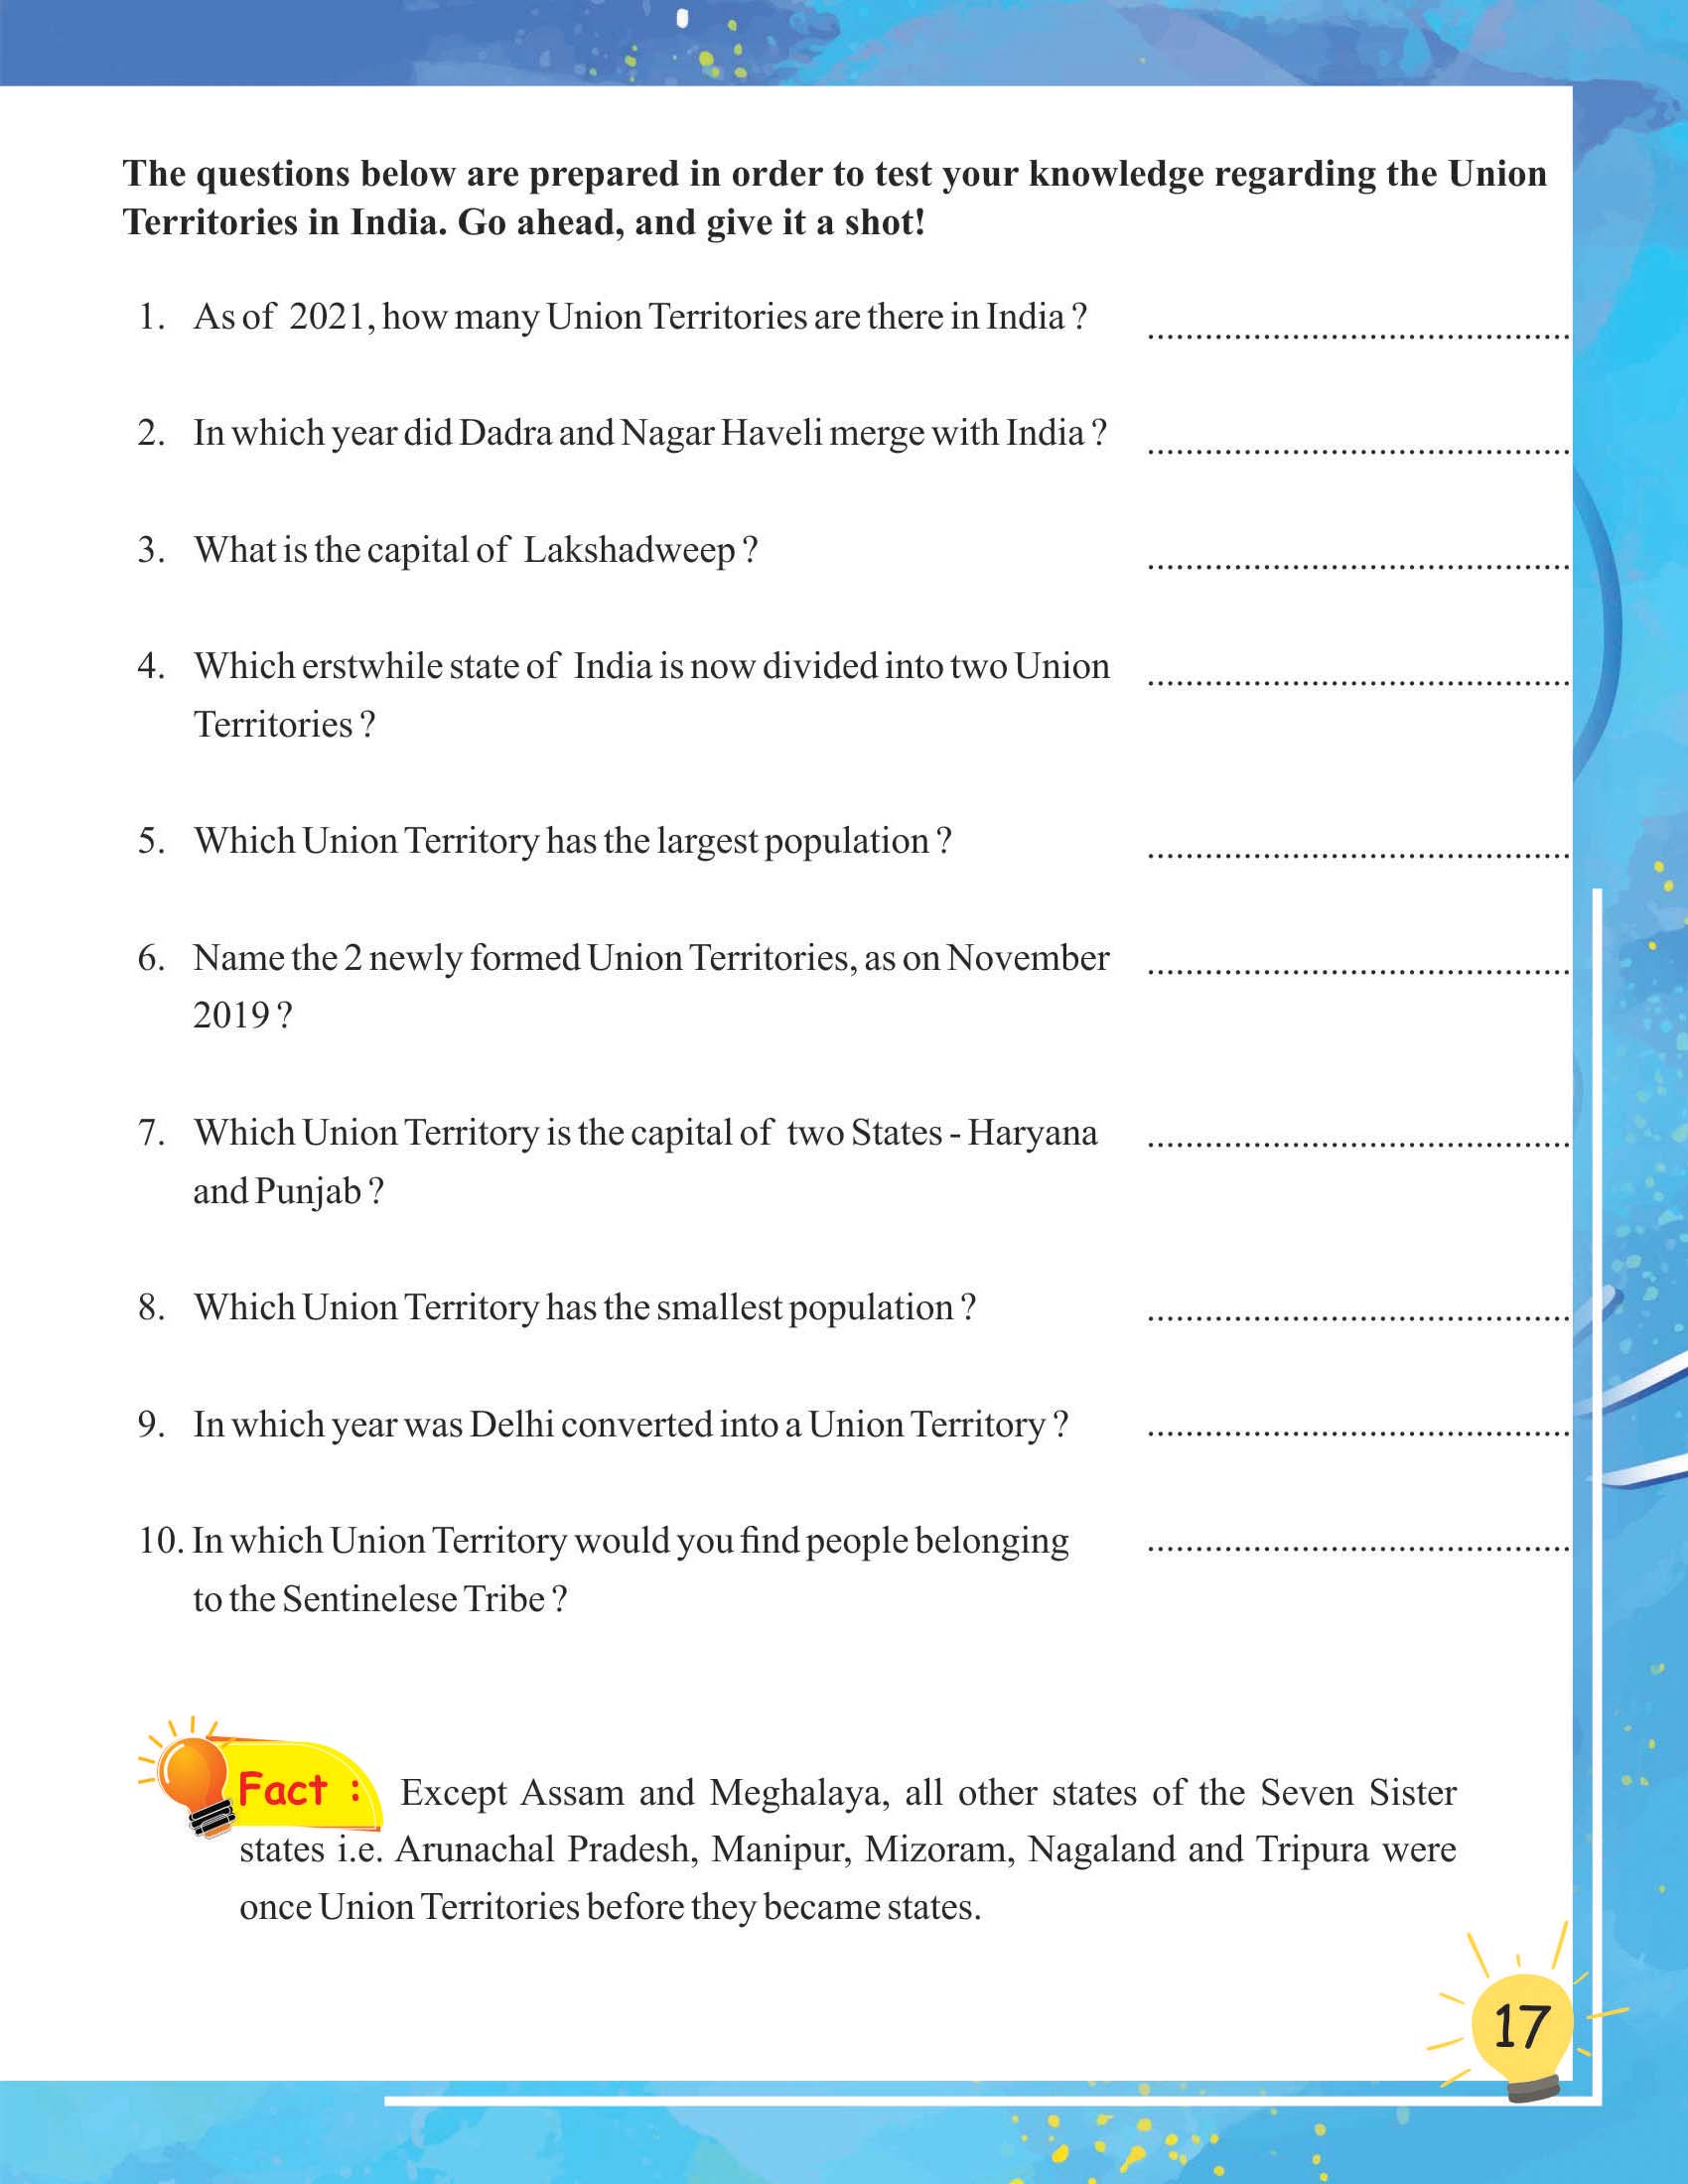 The questions below are prepared in order to test your knowledge regarding the Union
Territories in India. Go ahead, and give it a shot!
1. As of 2021, how many Union Territories are there in India ? ............................................
2. In which year did Dadra and Nagar Haveli merge with India ? ............................................
3. What is the capital of Lakshadweep ? ............................................
4. Which erstwhile state of India is now divided into two Union ............................................
Territories ?
5. Which Union Territory has the largest population ? ............................................
6. Name the 2 newly formed Union Territories, as on November ............................................
2019 ?
7. Which Union Territory is the capital of two States - Haryana ............................................
and Punjab ?
8. Which Union Territory has the smallest population ? ............................................
9. In which year was Delhi converted into a Union Territory ? ............................................
10. In which Union Territory would you find people belonging ............................................
to the Sentinelese Tribe ?
Fact : Except Assam and Meghalaya, all other states of the Seven Sister
states i.e. Arunachal Pradesh, Manipur, Mizoram, Nagaland and Tripura were
once Union Territories before they became states.
17